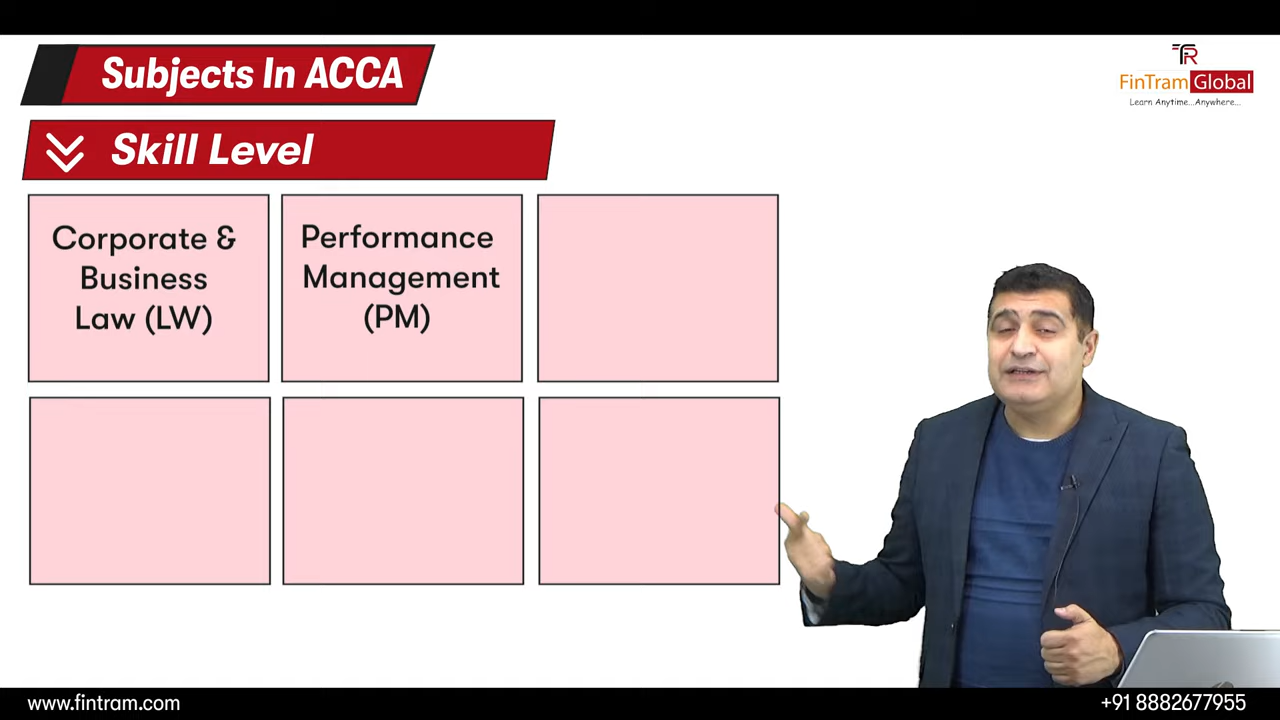 Subjects In ACCA
FinTram Global
Learn Anytime...Anywhere...
Skill Level
Corporate &
Business
Law (LW)
Performance
Management
(PM)
www.fintram.com
+91 8882677955